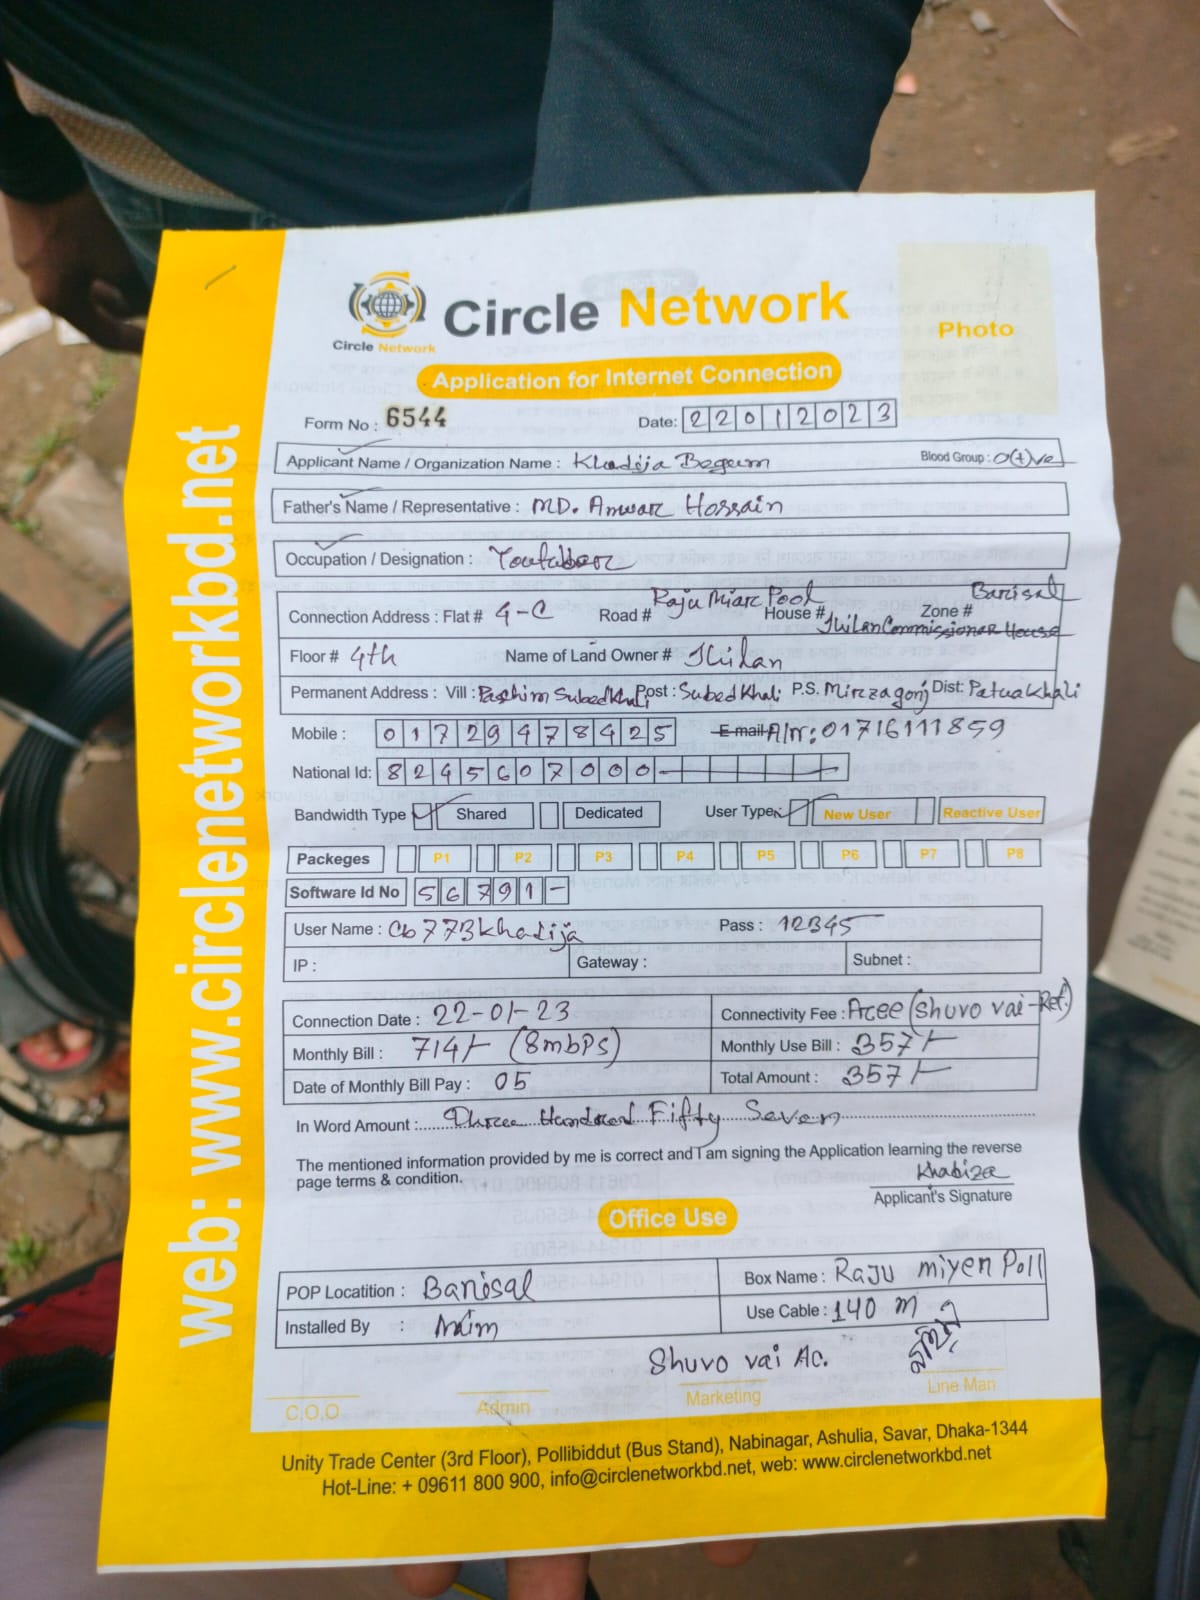 Circle Network
Circle Network
Photo
Application for Internet Connection
Form No : 6544
Date: 22012023
Applicant Name / Organization Name : Khadija Begum
Blood Group : O(+)ve
Father's Name / Representative : MD. Anwar Hossain
Occupation / Designation :
Connection Address : Flat # 4-C Road # Raju Miar Pool House # Jhilan Commissionar House Zone # Barisal
Floor # 4th Name of Land Owner # Jhilan
Permanent Address : Vill : Paschim Subedkhali Post : Subedkhali P.S. Mirzagonj Dist: Patuakhali
Mobile : 01729478425 E-mail Alt: 01716111859
National Id: 8245607000
Bandwidth Type Shared Dedicated User Type: New User Reactive User
Packeges P1 P2 P3 P4 P5 P6 P7 P8
Software Id No 56791-
User Name : Cb773khadija Pass : 12345
IP : Gateway : Subnet :
Connection Date : 22-01-23 Connectivity Fee : Free (Shuvo vai-Ref.)
Monthly Bill : 714/- (8mbps) Monthly Use Bill : 357/-
Date of Monthly Bill Pay : 05 Total Amount : 357/-
In Word Amount : Three Hundred Fifty Seven
The mentioned information provided by me is correct and I am signing the Application learning the reverse
page terms & condition.
Khadiza
Applicant's Signature
Office Use
POP Locatition : Barisal Box Name : Raju miyen Poll
Installed By : Use Cable : 140 m
Shuvo vai Ac.
C.O,O Admin Marketing Line Man
Unity Trade Center (3rd Floor), Pollibiddut (Bus Stand), Nabinagar, Ashulia, Savar, Dhaka-1344
Hot-Line: + 09611 800 900, info@circlenetworkbd.net, web: www.circlenetworkbd.net
web: www.circlenetworkbd.net